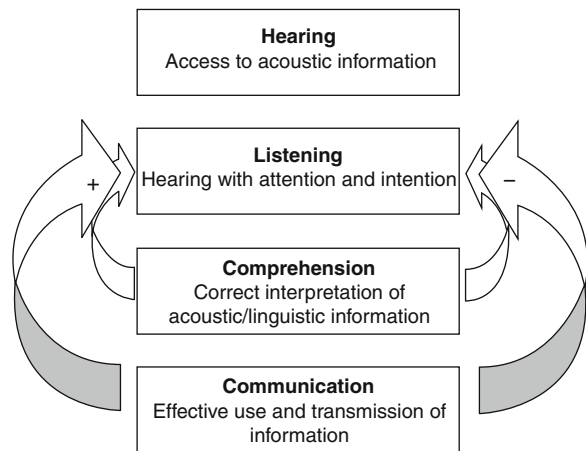 Hearing
Access to acoustic information
Listening
Hearing with attention and intention
+
−
Comprehension
Correct interpretation of
acoustic/linguistic information
Communication
Effective use and transmission of
information